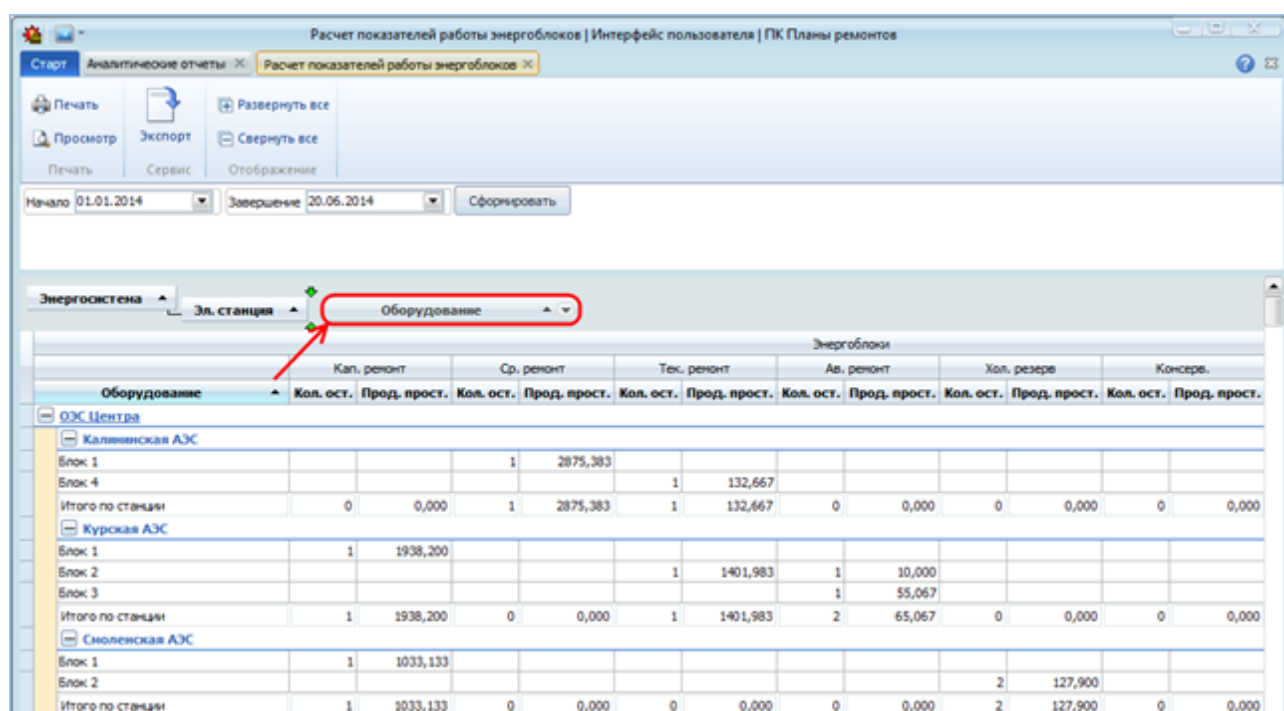 Расчет показателей работы энергоблоков | Интерфейс пользователя | ПК Планы ремонтов
Старт Аналитические отчеты Расчет показателей работы энергоблоков
Печать Развернуть все
Просмотр Экспорт Свернуть все
Печать Сервис Отображение
Начало 01.01.2014 Завершение 20.06.2014 Сформировать
Энергосистема Эл. станция Оборудование
Энергоблоки
Кап. ремонт Ср. ремонт Тек. ремонт Ав. ремонт Хол. резерв Консерв.
Оборудование Кол. ост. Прод. прост. Кол. ост. Прод. прост. Кол. ост. Прод. прост. Кол. ост. Прод. прост. Кол. ост. Прод. прост. Кол. ост. Прод. прост.
ОЭС Центра
Калининская АЭС
Блок 1 1 2875,383
Блок 4 1 132,667
Итого по станции 0 0,000 1 2875,383 1 132,667 0 0,000 0 0,000 0 0,000
Курская АЭС
Блок 1 1 1938,200
Блок 2 1 1401,983 1 10,000
Блок 3 1 55,067
Итого по станции 1 1938,200 0 0,000 1 1401,983 2 65,067 0 0,000 0 0,000
Смоленская АЭС
Блок 1 1 1033,133
Блок 2 2 127,900
Итого по станции 1 1033,133 0 0,000 0 0,000 0 0,000 2 127,900 0 0,000